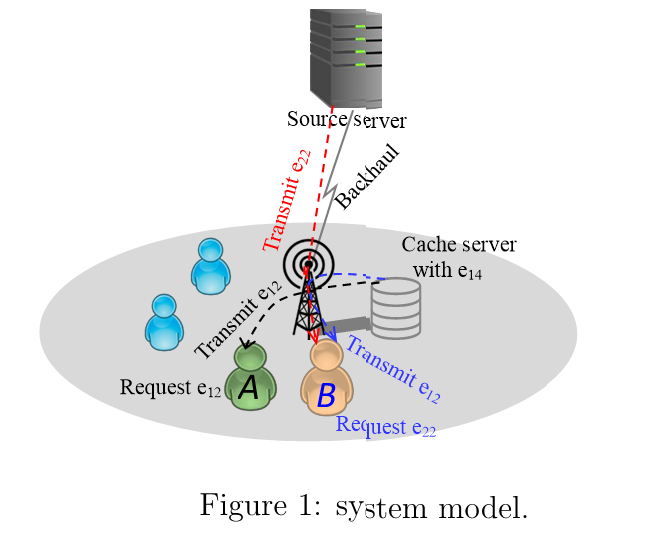 Source server
Transmit e22
Backhaul
Cache server
with e14
Transmit e12
Transmit e12
Request e12
A
B
Request e22
Figure 1: system model.